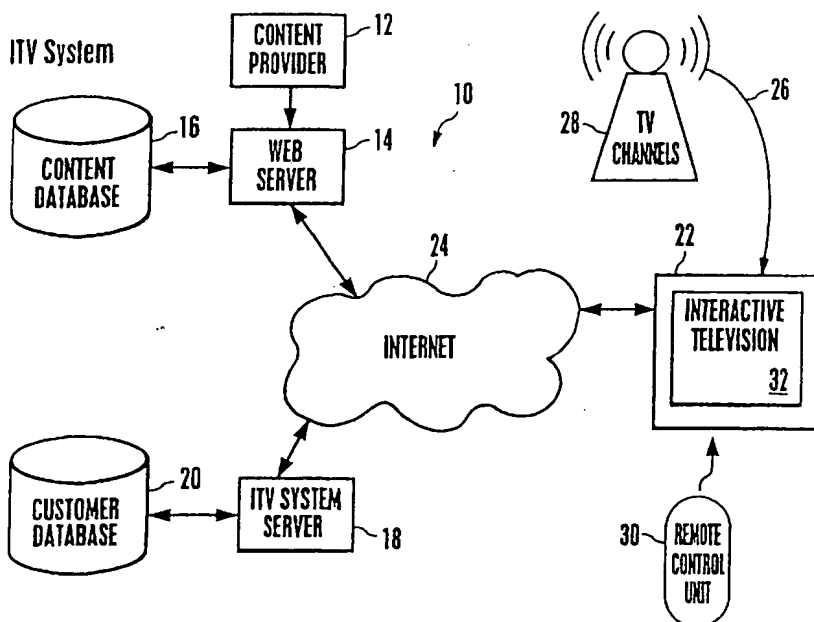 ITV System
CONTENT
PROVIDER
12
16
CONTENT
DATABASE
WEB
SERVER
14
10
28
TV
CHANNELS
26
24
INTERNET
22
INTERACTIVE
TELEVISION
32
20
CUSTOMER
DATABASE
ITV SYSTEM
SERVER
18
30
REMOTE
CONTROL
UNIT